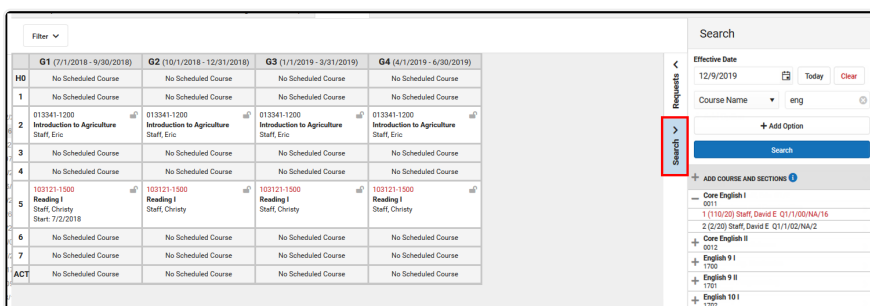 Filter
G1 (7/1/2018 - 9/30/2018) G2 (10/1/2018 - 12/31/2018) G3 (1/1/2019 - 3/31/2019) G4 (4/1/2019 - 6/30/2019)
H0 No Scheduled Course No Scheduled Course No Scheduled Course No Scheduled Course
1 No Scheduled Course No Scheduled Course No Scheduled Course No Scheduled Course
013341-1200 013341-1200 013341-1200 013341-1200
2 Introduction to Agriculture Introduction to Agriculture Introduction to Agriculture Introduction to Agriculture
Staff, Eric Staff, Eric Staff, Eric Staff, Eric
3 No Scheduled Course No Scheduled Course No Scheduled Course No Scheduled Course
4 No Scheduled Course No Scheduled Course No Scheduled Course No Scheduled Course
103121-1500 103121-1500 103121-1500 103121-1500
Reading I Reading I Reading I Reading I
5 Staff, Christy Staff, Christy Staff, Christy Staff, Christy
Start: 7/2/2018
6 No Scheduled Course No Scheduled Course No Scheduled Course No Scheduled Course
7 No Scheduled Course No Scheduled Course No Scheduled Course No Scheduled Course
ACT No Scheduled Course No Scheduled Course No Scheduled Course No Scheduled Course
Requests
Search
Search
Effective Date
12/9/2019 Today Clear
Course Name eng
+ Add Option
Search
+ ADD COURSE AND SECTIONS
Core English I
0011
1 (110/20) Staff, David E Q1/1/00/NA/16
2 (2/20) Staff, David E Q1/1/02/NA/2
Core English II
0012
English 9 I
1700
English 9 II
1701
English 10 I
1702